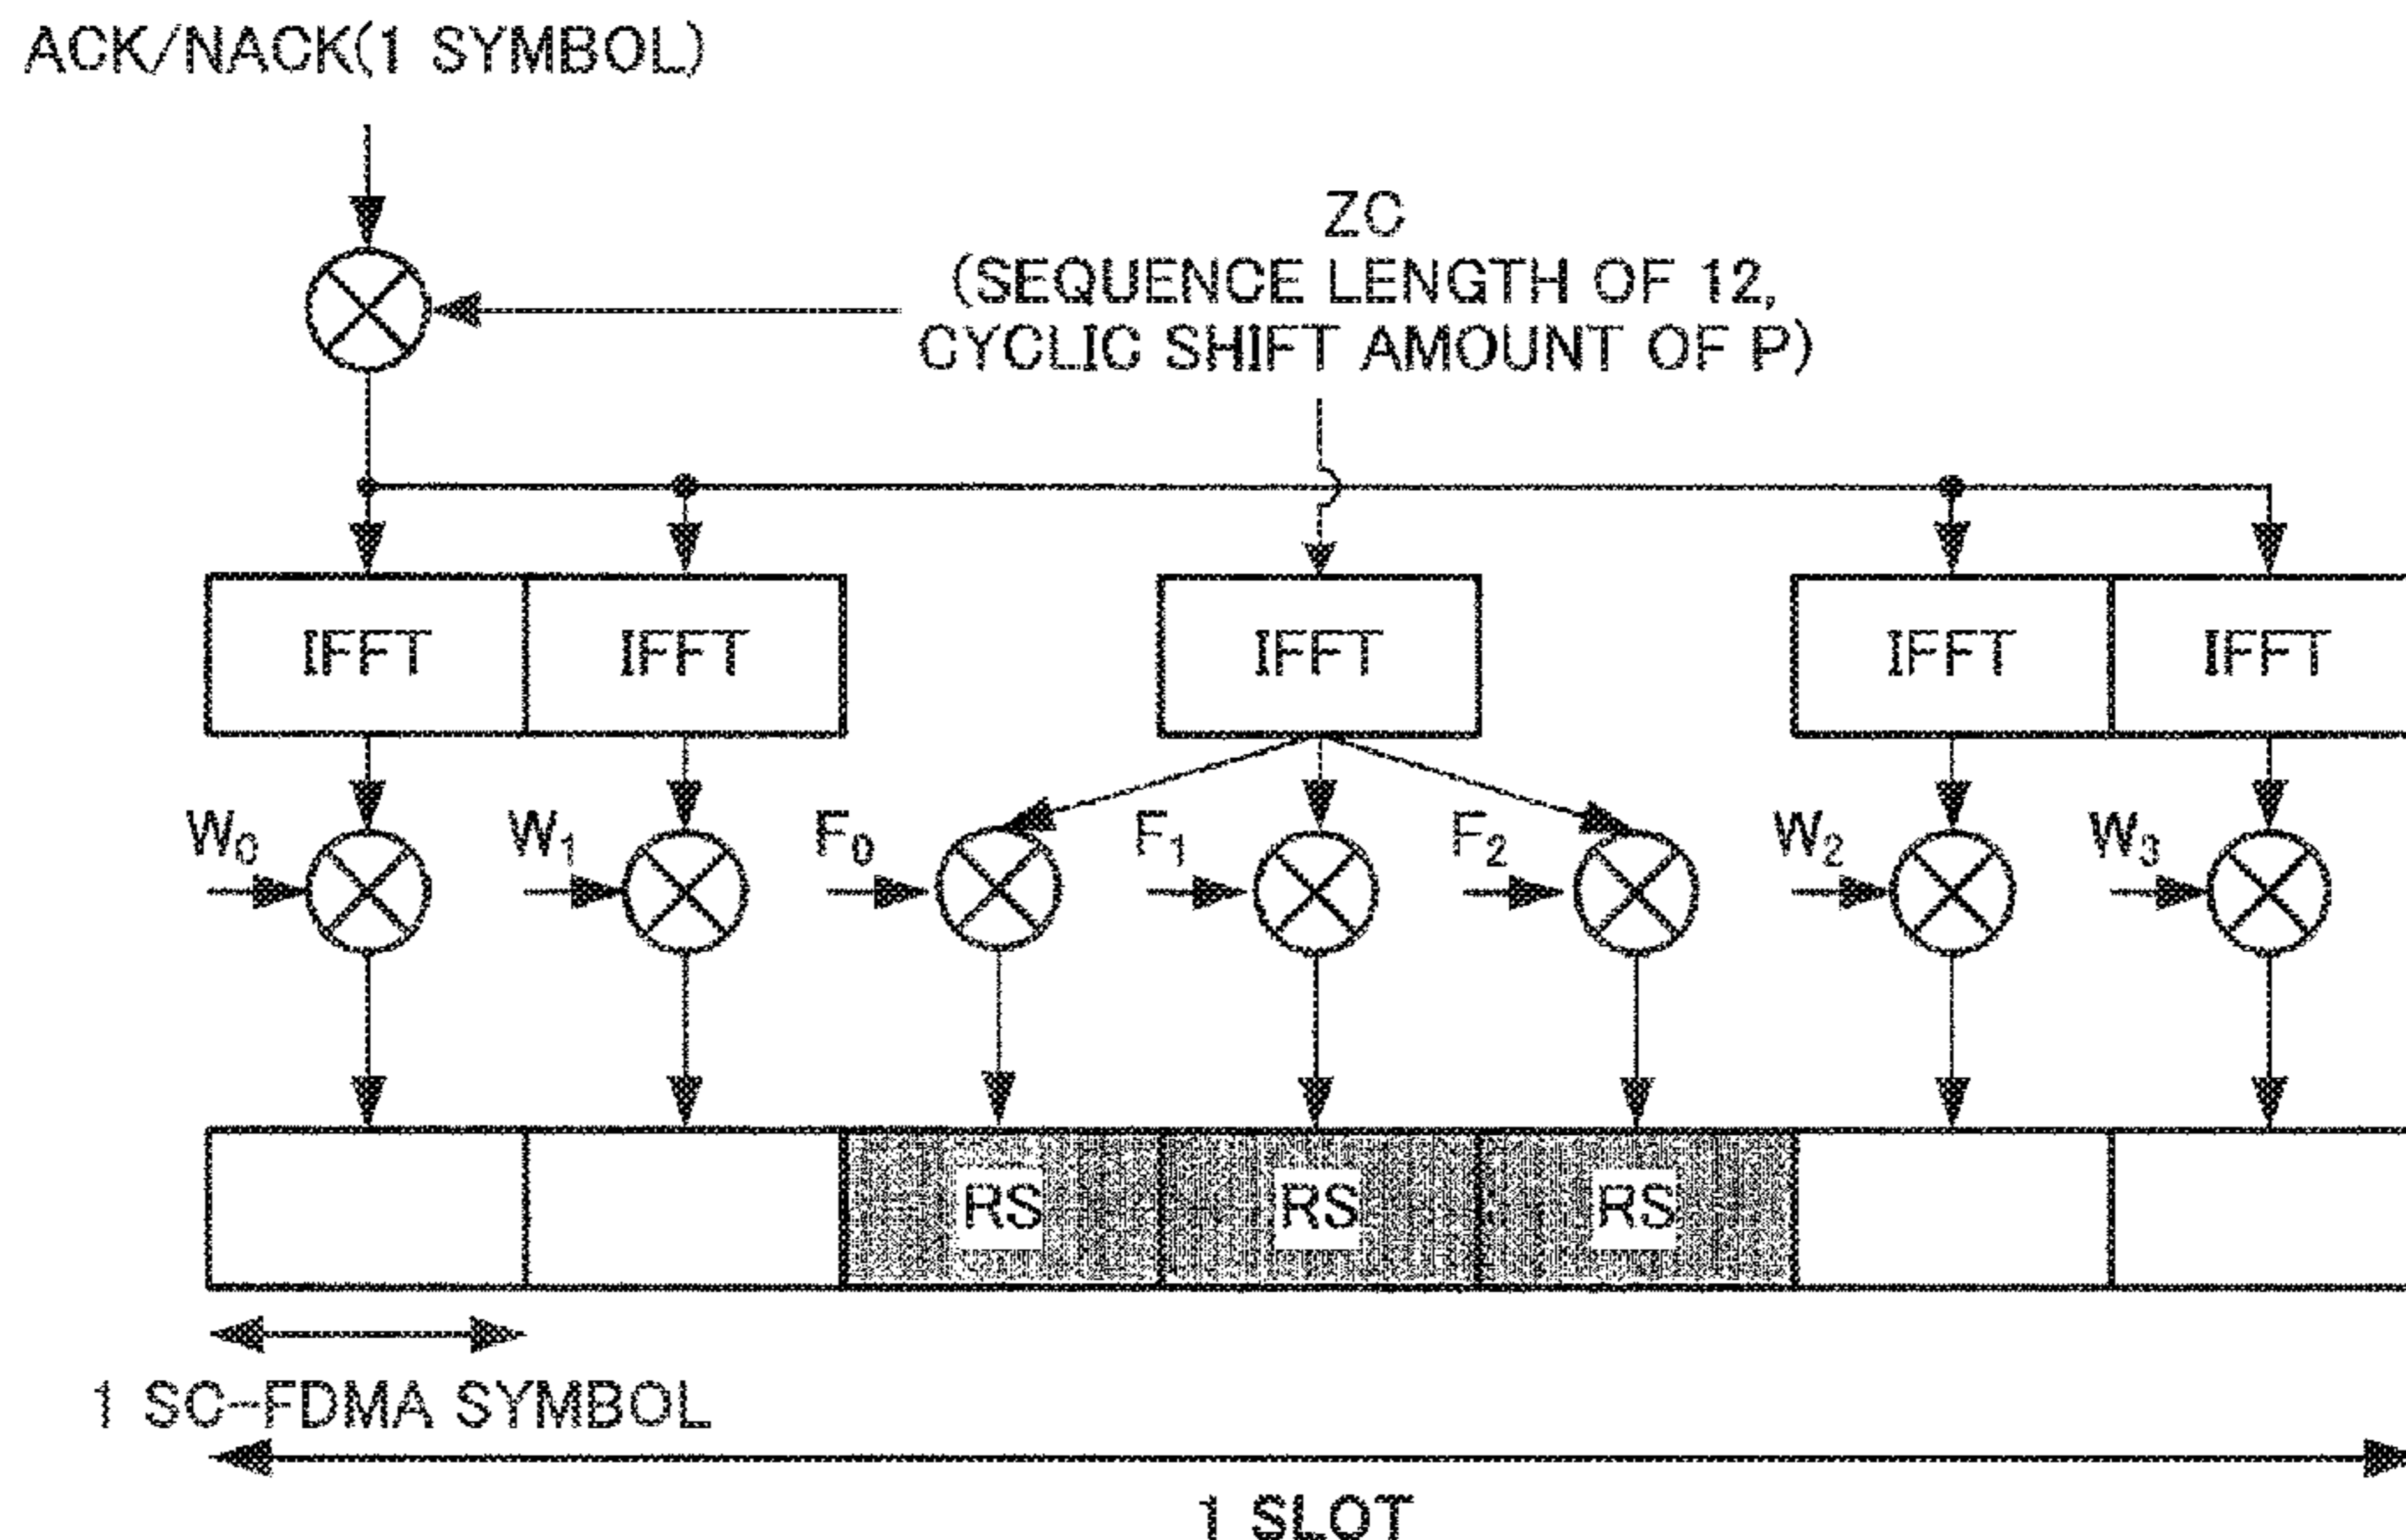 ACK/NACK(1 SYMBOL)
ZC
(SEQUENCE LENGTH OF 12,
CYCLIC SHIFT AMOUNT OF P)
IFFT IFFT IFFT IFFT IFFT
W0 W1 F0 F1 F2 W2 W3
RS RS RS
1 SC-FDMA SYMBOL
1 SLOT